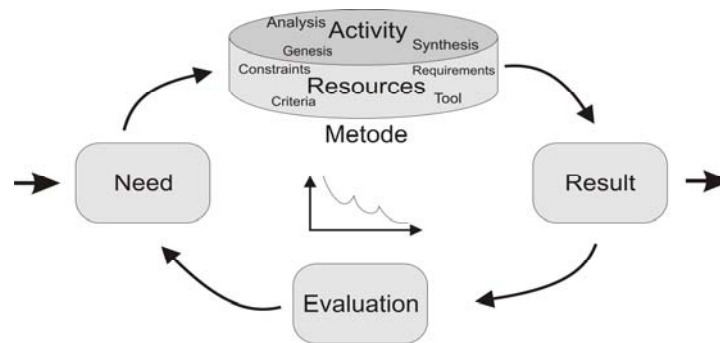 Analysis
Activity
Genesis
Synthesis
Constraints
Requirements
Resources
Criteria
Tool
Metode
Need
Result
Evaluation